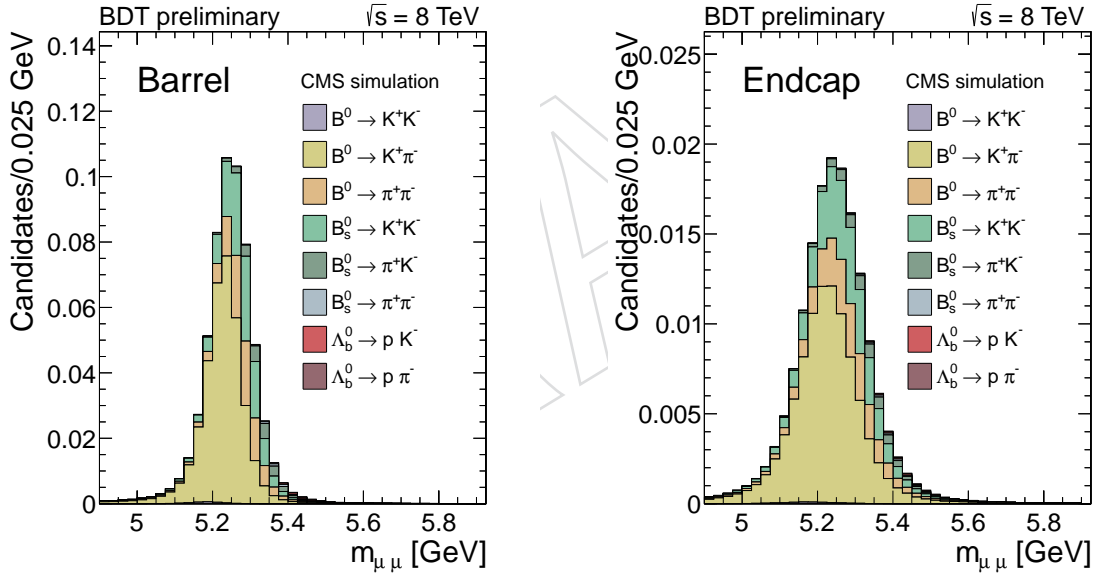 BDT preliminary √s = 8 TeV
Candidates/0.025 GeV
0.14
0.12
0.1
0.08
0.06
0.04
0.02
0
Barrel
CMS simulation
B⁰ → K⁺K⁻
B⁰ → K⁺π⁻
B⁰ → π⁺π⁻
B⁰ₛ → K⁺K⁻
B⁰ₛ → π⁺K⁻
B⁰ₛ → π⁺π⁻
Λ⁰_b → p K⁻
Λ⁰_b → p π⁻
5 5.2 5.4 5.6 5.8
m_μμ [GeV]
BDT preliminary √s = 8 TeV
Candidates/0.025 GeV
0.025
0.02
0.015
0.01
0.005
0
Endcap
CMS simulation
B⁰ → K⁺K⁻
B⁰ → K⁺π⁻
B⁰ → π⁺π⁻
B⁰ₛ → K⁺K⁻
B⁰ₛ → π⁺K⁻
B⁰ₛ → π⁺π⁻
Λ⁰_b → p K⁻
Λ⁰_b → p π⁻
5 5.2 5.4 5.6 5.8
m_μμ [GeV]